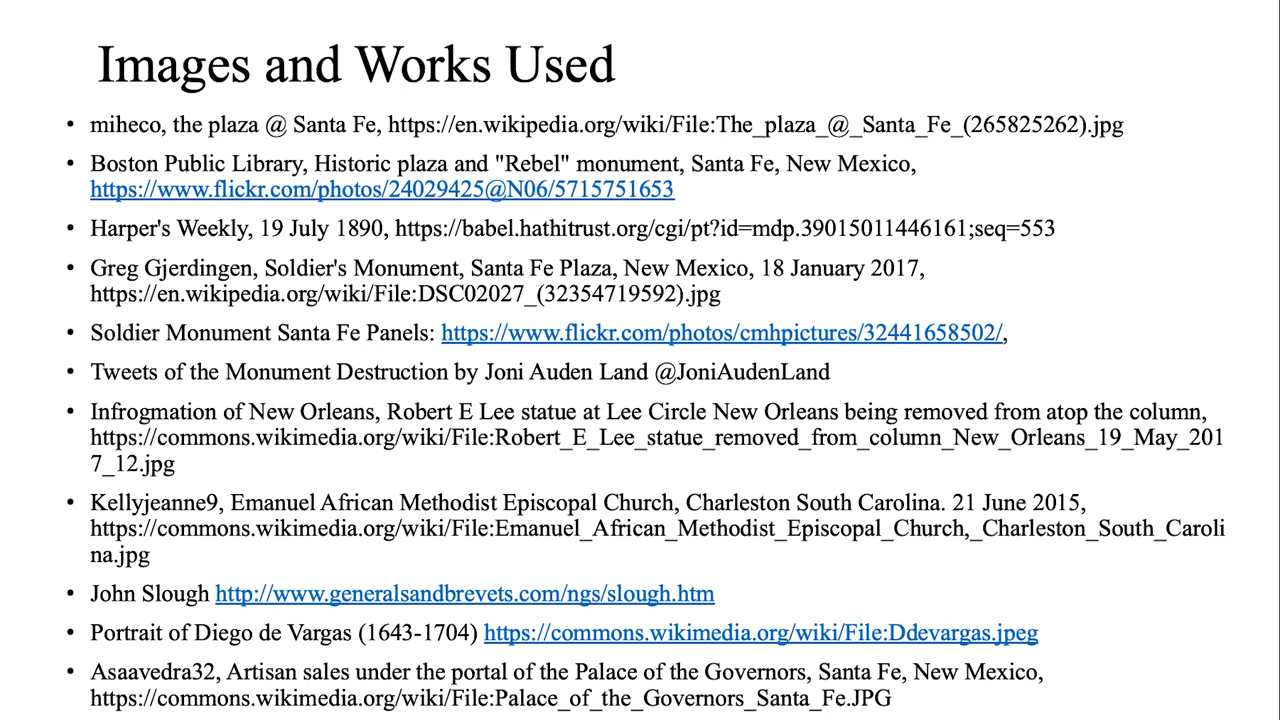 Images and Works Used
• miheco, the plaza @ Santa Fe, https://en.wikipedia.org/wiki/File:The_plaza_@_Santa_Fe_(265825262).jpg
• Boston Public Library, Historic plaza and "Rebel" monument, Santa Fe, New Mexico,
https://www.flickr.com/photos/24029425@N06/5715751653
• Harper's Weekly, 19 July 1890, https://babel.hathitrust.org/cgi/pt?id=mdp.39015011446161;seq=553
• Greg Gjerdingen, Soldier's Monument, Santa Fe Plaza, New Mexico, 18 January 2017,
https://en.wikipedia.org/wiki/File:DSC02027_(32354719592).jpg
• Soldier Monument Santa Fe Panels: https://www.flickr.com/photos/cmhpictures/32441658502/,
• Tweets of the Monument Destruction by Joni Auden Land @JoniAudenLand
• Infrogmation of New Orleans, Robert E Lee statue at Lee Circle New Orleans being removed from atop the column,
https://commons.wikimedia.org/wiki/File:Robert_E_Lee_statue_removed_from_column_New_Orleans_19_May_201
7_12.jpg
• Kellyjeanne9, Emanuel African Methodist Episcopal Church, Charleston South Carolina. 21 June 2015,
https://commons.wikimedia.org/wiki/File:Emanuel_African_Methodist_Episcopal_Church,_Charleston_South_Caroli
na.jpg
• John Slough http://www.generalsandbrevets.com/ngs/slough.htm
• Portrait of Diego de Vargas (1643-1704) https://commons.wikimedia.org/wiki/File:Ddevargas.jpeg
• Asaavedra32, Artisan sales under the portal of the Palace of the Governors, Santa Fe, New Mexico,
https://commons.wikimedia.org/wiki/File:Palace_of_the_Governors_Santa_Fe.JPG